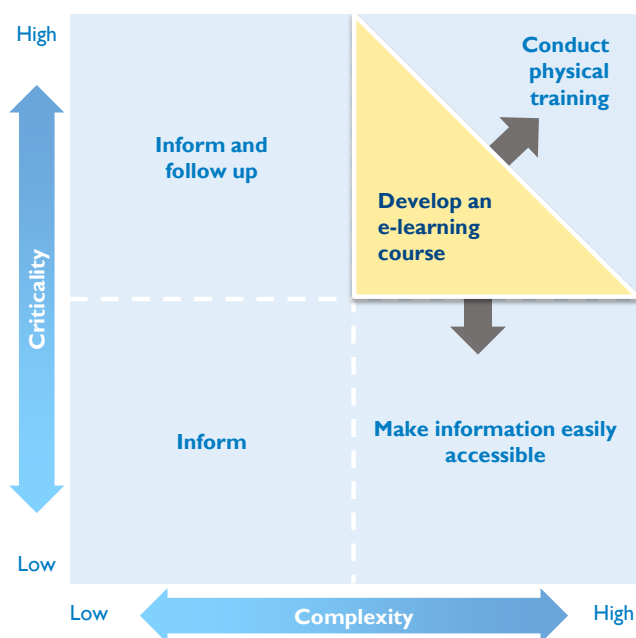 High
Conduct
physical
training
Inform and
follow up
Develop an
e-learning
course
Criticality
Inform
Make information easily
accessible
Low
Low
Complexity
High